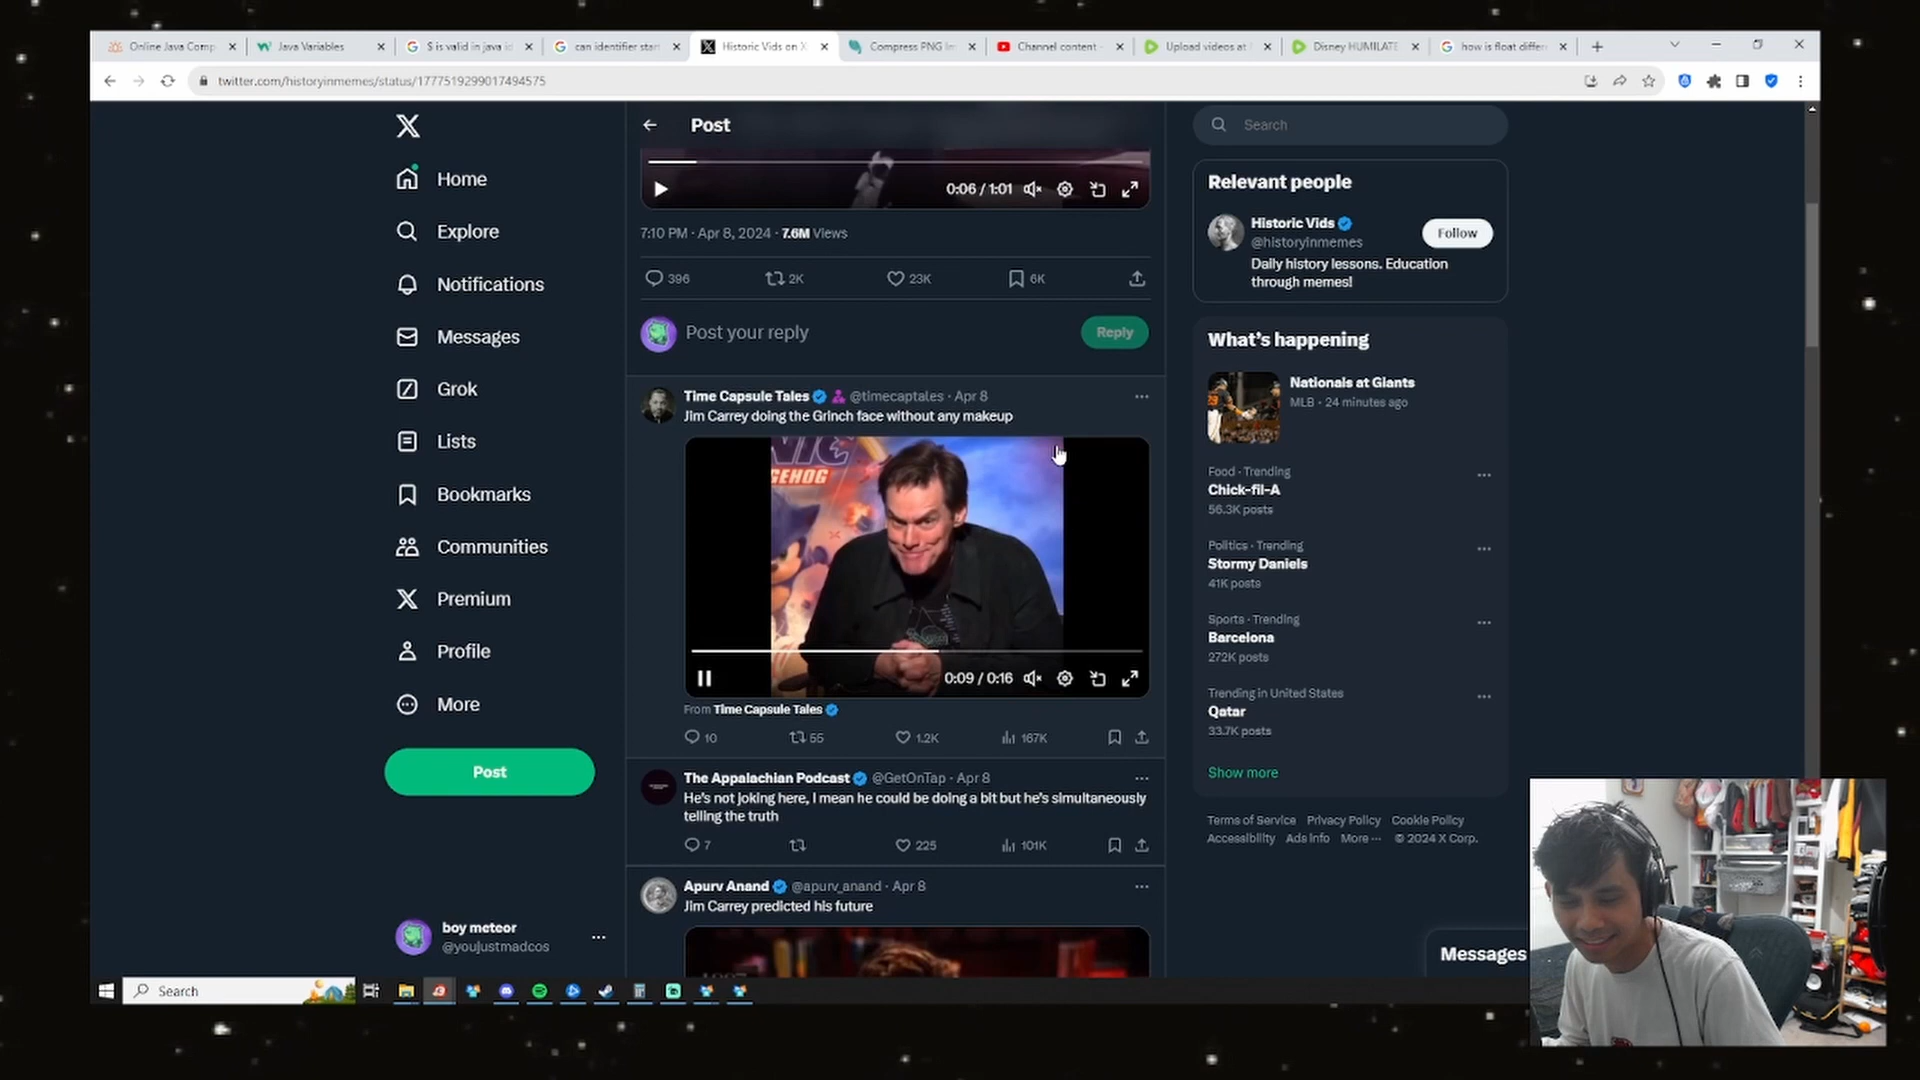 Online Java Comp
Java Variables
$ is valid in java id
can identifier star
Historic Vids on X
Compress PNG Im
Channel content -
Upload videos at
Disney HUMILATE
how is float differ
twitter.com/historyinmemes/status/1777519299017494575
Home
Explore
Notifications
Messages
Grok
Lists
Bookmarks
Communities
Premium
Profile
More
Post
boy meteor
@youjustmadcos
Post
0:06 / 1:01
7:10 PM · Apr 8, 2024 · 7.6M Views
396
2K
23K
6K
Post your reply
Reply
Time Capsule Tales @timecaptales · Apr 8
Jim Carrey doing the Grinch face without any makeup
NIC
GEHOG
0:09 / 0:16
From Time Capsule Tales
10
55
1.2K
167K
The Appalachian Podcast @GetOnTap · Apr 8
He's not joking here, I mean he could be doing a bit but he's simultaneously
telling the truth
7
225
101K
Apurv Anand @apurv_anand · Apr 8
Jim Carrey predicted his future
Search
Relevant people
Historic Vids
@historyinmemes
Follow
Daily history lessons. Education
through memes!
What's happening
Nationals at Giants
MLB · 24 minutes ago
Food · Trending
Chick-fil-A
56.3K posts
Politics · Trending
Stormy Daniels
41K posts
Sports · Trending
Barcelona
272K posts
Trending in United States
Qatar
33.7K posts
Show more
Terms of Service Privacy Policy Cookie Policy
Accessibility Ads info More ··· © 2024 X Corp.
Messages
Search